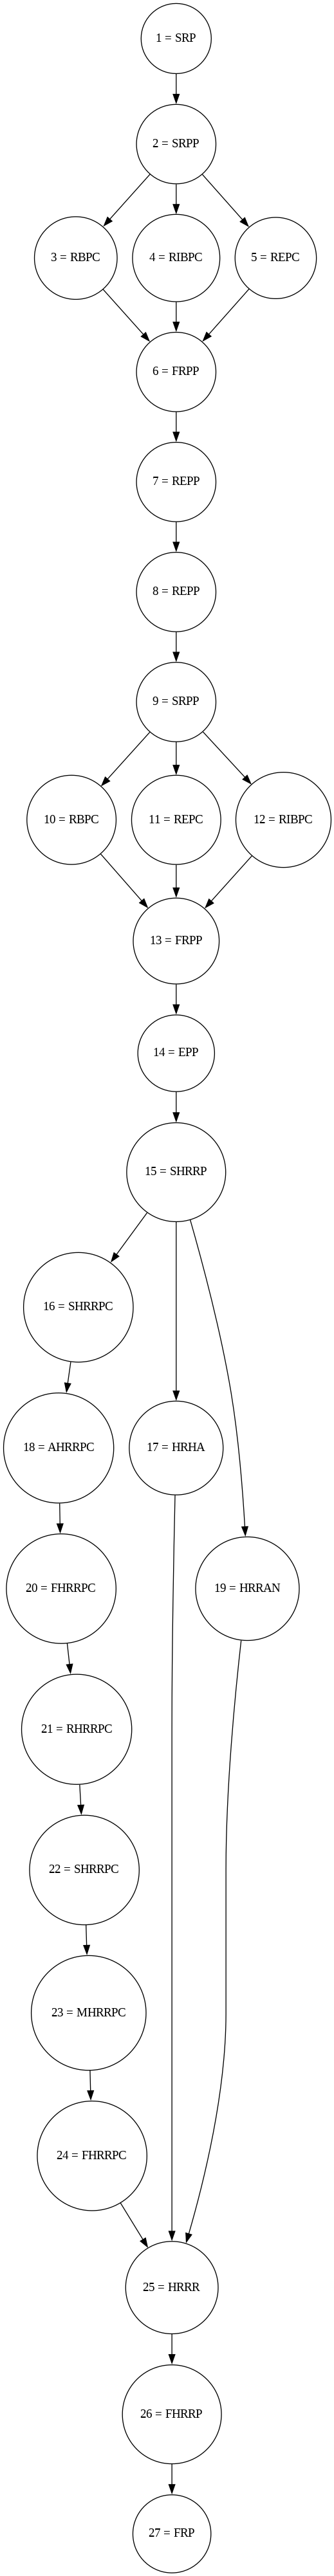 1 = SRP
2 = SRPP
3 = RBPC
4 = RIBPC
5 = REPC
6 = FRPP
7 = REPP
8 = REPP
9 = SRPP
10 = RBPC
11 = REPC
12 = RIBPC
13 = FRPP
14 = EPP
15 = SHRRP
16 = SHRRPC
18 = AHRRPC
17 = HRHA
20 = FHRRPC
19 = HRRAN
21 = RHRRPC
22 = SHRRPC
23 = MHRRPC
24 = FHRRPC
25 = HRRR
26 = FHRRP
27 = FRP